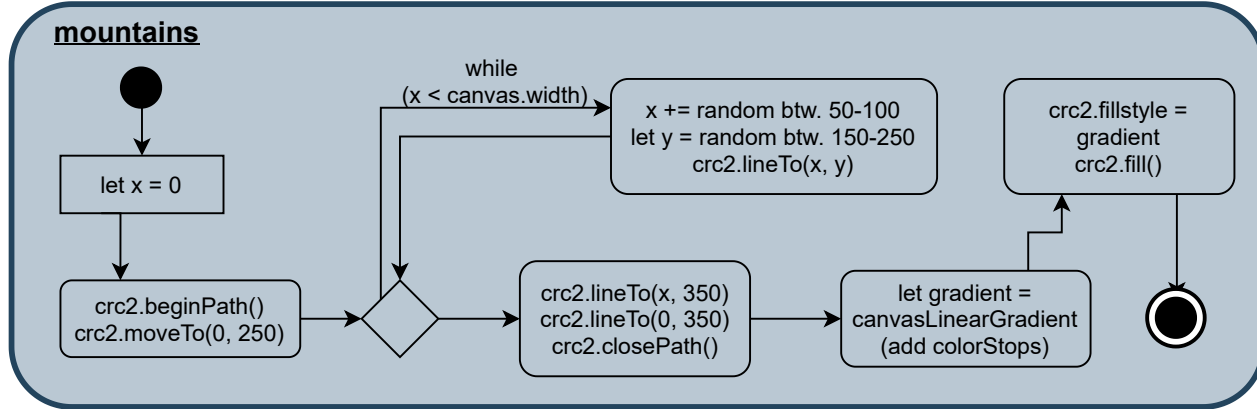 mountains
let x = 0
crc2.beginPath()
crc2.moveTo(0, 250)
while
(x < canvas.width)
x += random btw. 50-100
let y = random btw. 150-250
crc2.lineTo(x, y)
crc2.lineTo(x, 350)
crc2.lineTo(0, 350)
crc2.closePath()
let gradient =
canvasLinearGradient
(add colorStops)
crc2.fillstyle =
gradient
crc2.fill()